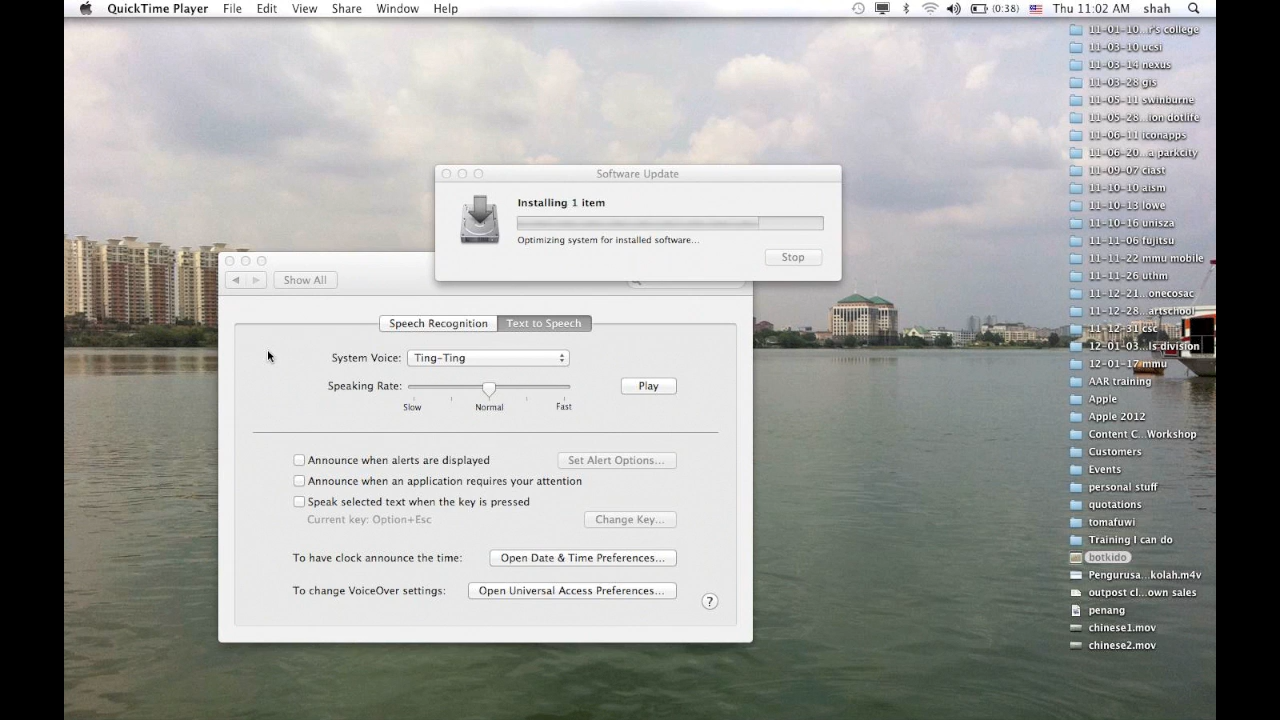 QuickTime Player File Edit View Share Window Help (0:38) Thu 11:02 AM shah
Software Update
Installing 1 item
Optimizing system for installed software...
Stop
Show All
Speech Recognition Text to Speech
System Voice: Ting-Ting
Speaking Rate: Play
Slow Normal Fast
Announce when alerts are displayed Set Alert Options...
Announce when an application requires your attention
Speak selected text when the key is pressed
Current key: Option+Esc Change Key...
To have clock announce the time: Open Date & Time Preferences...
To change VoiceOver settings: Open Universal Access Preferences...
?
11-01-10...r's college
11-03-10 ucsi
11-03-14 nexus
11-03-28 gis
11-05-11 swinburne
11-05-28...ion dotlife
11-06-11 iconapps
11-06-20...a parkcity
11-09-07 ciast
11-10-10 aism
11-10-13 lowe
11-10-16 unisza
11-11-06 fujitsu
11-11-22 mmu mobile
11-11-26 uthm
11-12-21...onecosac
11-12-28...artschool
11-12-31 csc
12-01-03...ls division
12-01-17 mmu
AAR training
Apple
Apple 2012
Content C...Workshop
Customers
Events
personal stuff
quotations
tomafuwi
Training I can do
botkido
Pengurusa...kolah.m4v
outpost cl...own sales
penang
chinese1.mov
chinese2.mov